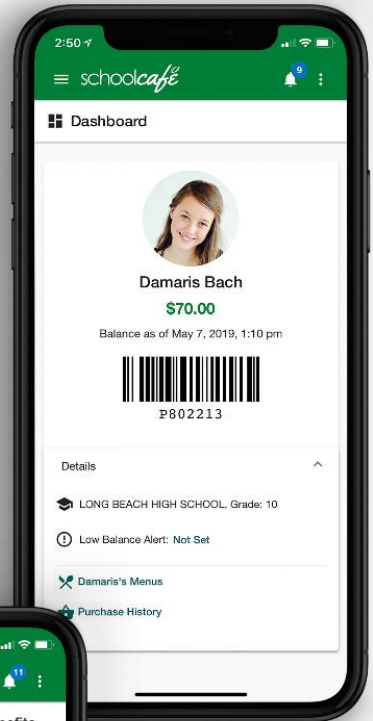 2:50
schoolcafé
9
Dashboard
Damaris Bach
$70.00
Balance as of May 7, 2019, 1:10 pm
P802213
Details
LONG BEACH HIGH SCHOOL, Grade: 10
Low Balance Alert: Not Set
Damaris's Menus
Purchase History
11